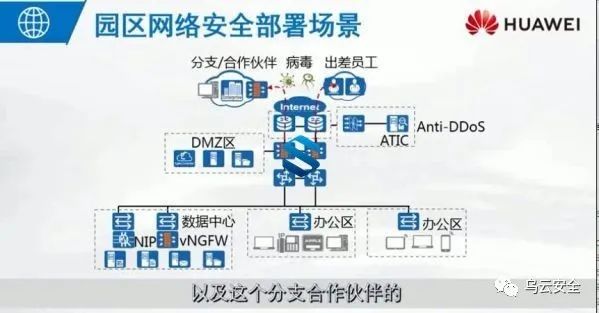 园区网络安全部署场景
HUAWEI
分支/合作伙伴 病毒 出差员工
Internet
Anti-DDoS
ATIC
DMZ区
数据中心
办公区
办公区
NIP
vNGFW
以及这个分支合作伙伴的
乌云安全